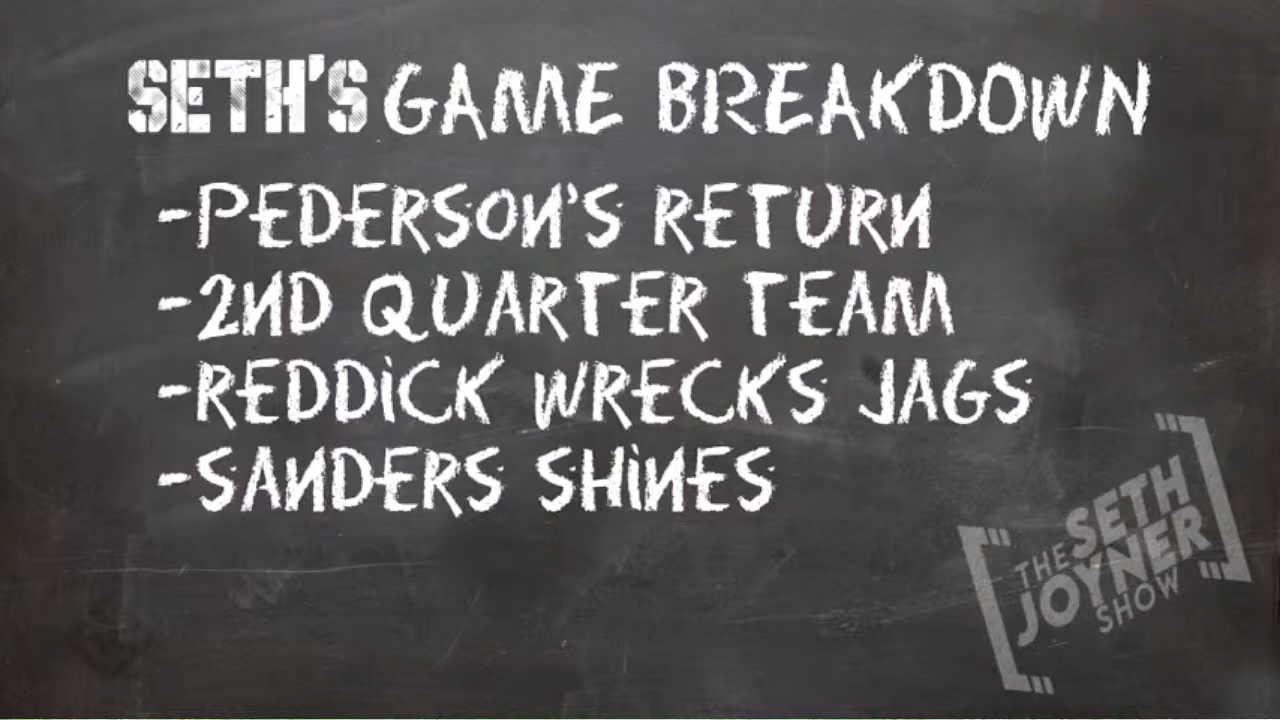 SETH'S GAME BREAKDOWN
-PEDERSON'S RETURN
-2ND QUARTER TEAM
-REDDICK WRECKS JAGS
-SANDERS SHINES
THE SETH
JOYNER
SHOW